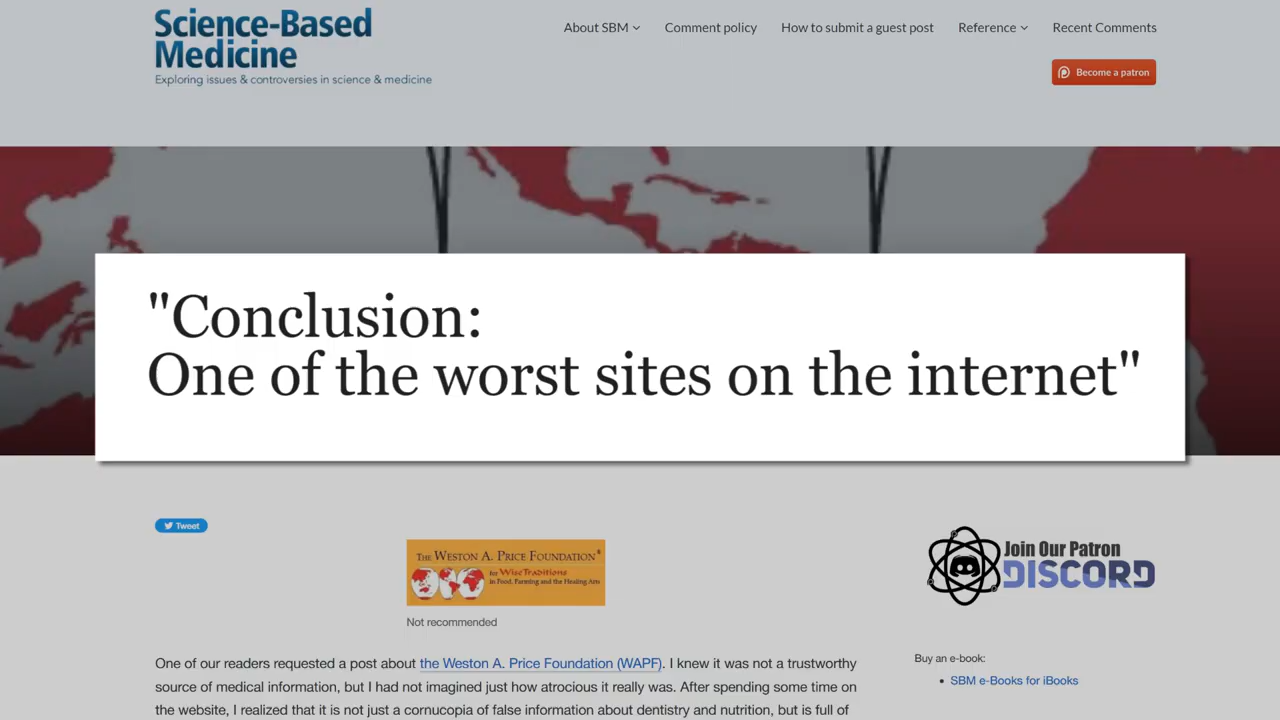 Science-Based
Medicine
Exploring issues & controversies in science & medicine
About SBM
Comment policy
How to submit a guest post
Reference
Recent Comments
Become a patron
"Conclusion:
One of the worst sites on the internet"
Tweet
THE WESTON A. PRICE FOUNDATION®
for WiseTraditions
in Food, Farming and the Healing Arts
Not recommended
One of our readers requested a post about the Weston A. Price Foundation (WAPF). I knew it was not a trustworthy
source of medical information, but I had not imagined just how atrocious it really was. After spending some time on
the website, I realized that it is not just a cornucopia of false information about dentistry and nutrition, but is full of
Join Our Patron
DISCORD
Buy an e-book:
• SBM e-Books for iBooks